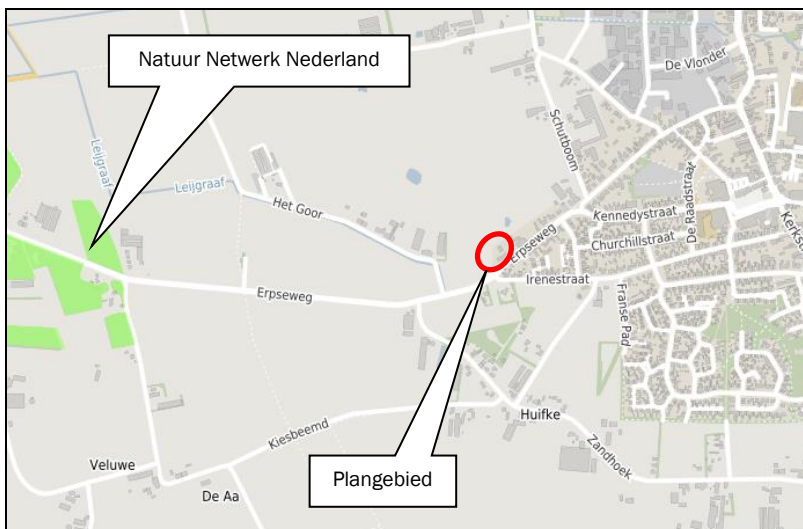 Natuur Netwerk Nederland
De Vlonder
Schutboom
Leijgraaf
Leijgraaf
Het Goor
De Raadstraat
Kennedystraat
Churchillstraat
Erpseweg
Irenestraat
Erpseweg
Franse Pad
Huifke
Kiesbeemd
Zandhoek
Veluwe
De Aa
Plangebied